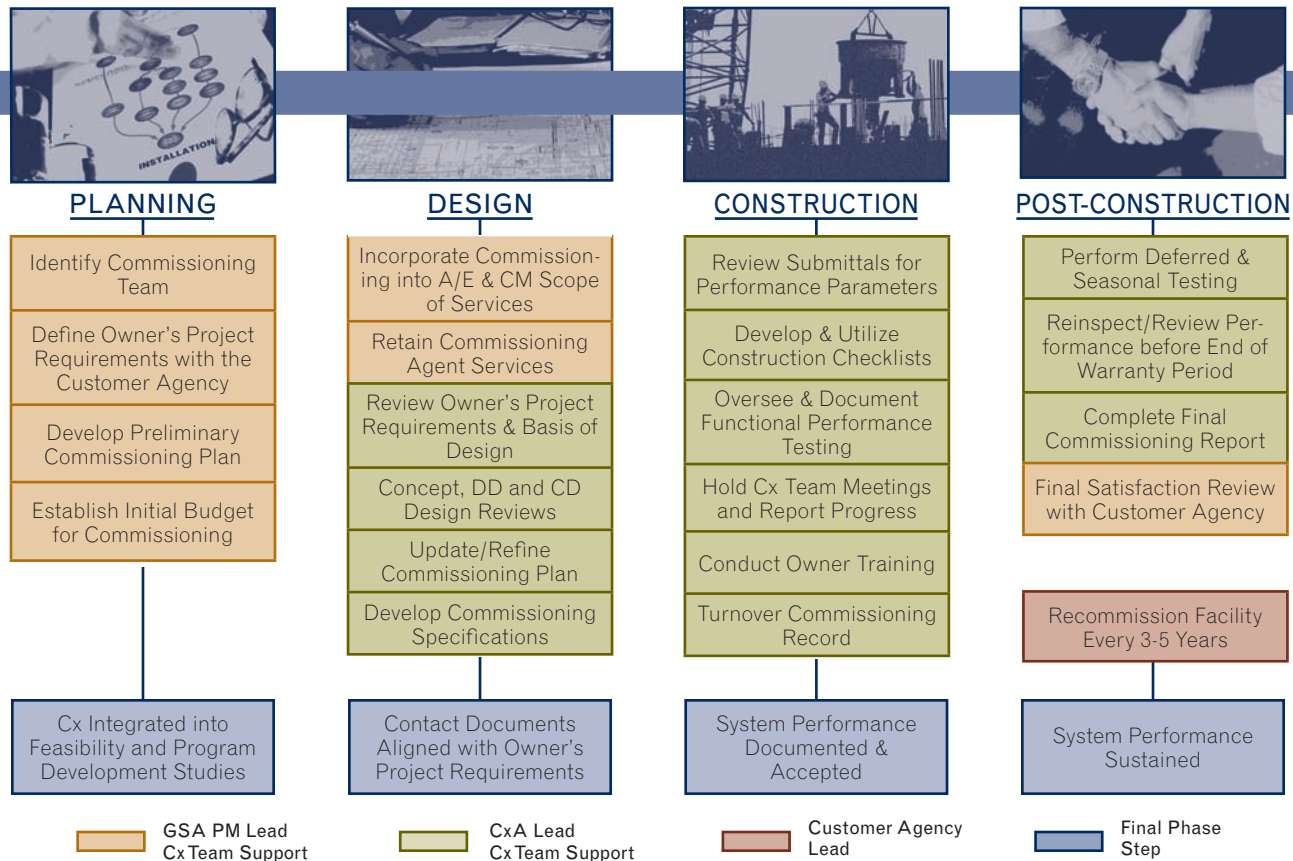 INSTALLATION
PLANNING
Identify Commissioning
Team
Define Owner's Project
Requirements with the
Customer Agency
Develop Preliminary
Commissioning Plan
Establish Initial Budget
for Commissioning
Cx Integrated into
Feasibility and Program
Development Studies
DESIGN
Incorporate Commission-
ing into A/E & CM Scope
of Services
Retain Commissioning
Agent Services
Review Owner's Project
Requirements & Basis of
Design
Concept, DD and CD
Design Reviews
Update/Refine
Commissioning Plan
Develop Commissioning
Specifications
Contact Documents
Aligned with Owner's
Project Requirements
CONSTRUCTION
Review Submittals for
Performance Parameters
Develop & Utilize
Construction Checklists
Oversee & Document
Functional Performance
Testing
Hold Cx Team Meetings
and Report Progress
Conduct Owner Training
Turnover Commissioning
Record
System Performance
Documented &
Accepted
POST-CONSTRUCTION
Perform Deferred &
Seasonal Testing
Reinspect/Review Per-
formance before End of
Warranty Period
Complete Final
Commissioning Report
Final Satisfaction Review
with Customer Agency
Recommission Facility
Every 3-5 Years
System Performance
Sustained
GSA PM Lead
Cx Team Support
CxA Lead
Cx Team Support
Customer Agency
Lead
Final Phase
Step